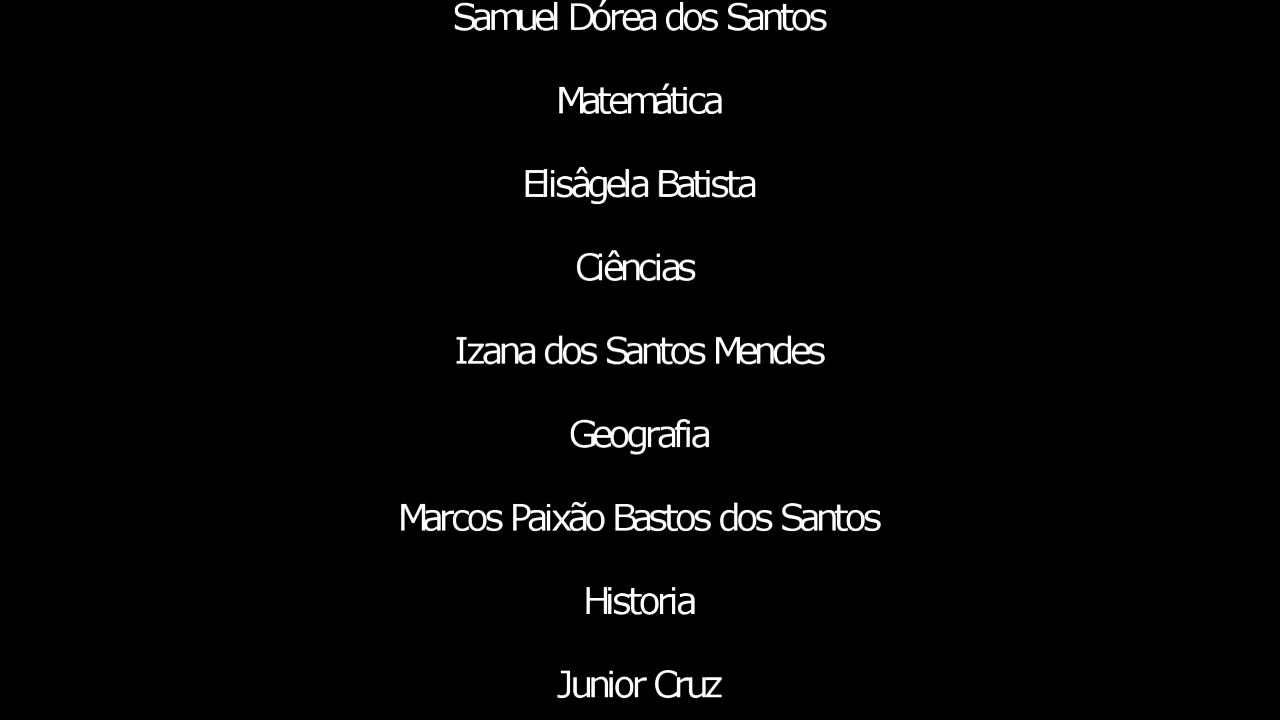 Samuel Dórea dos Santos
Matemática
Elisâgela Batista
Ciências
Izana dos Santos Mendes
Geografia
Marcos Paixão Bastos dos Santos
Historia
Junior Cruz